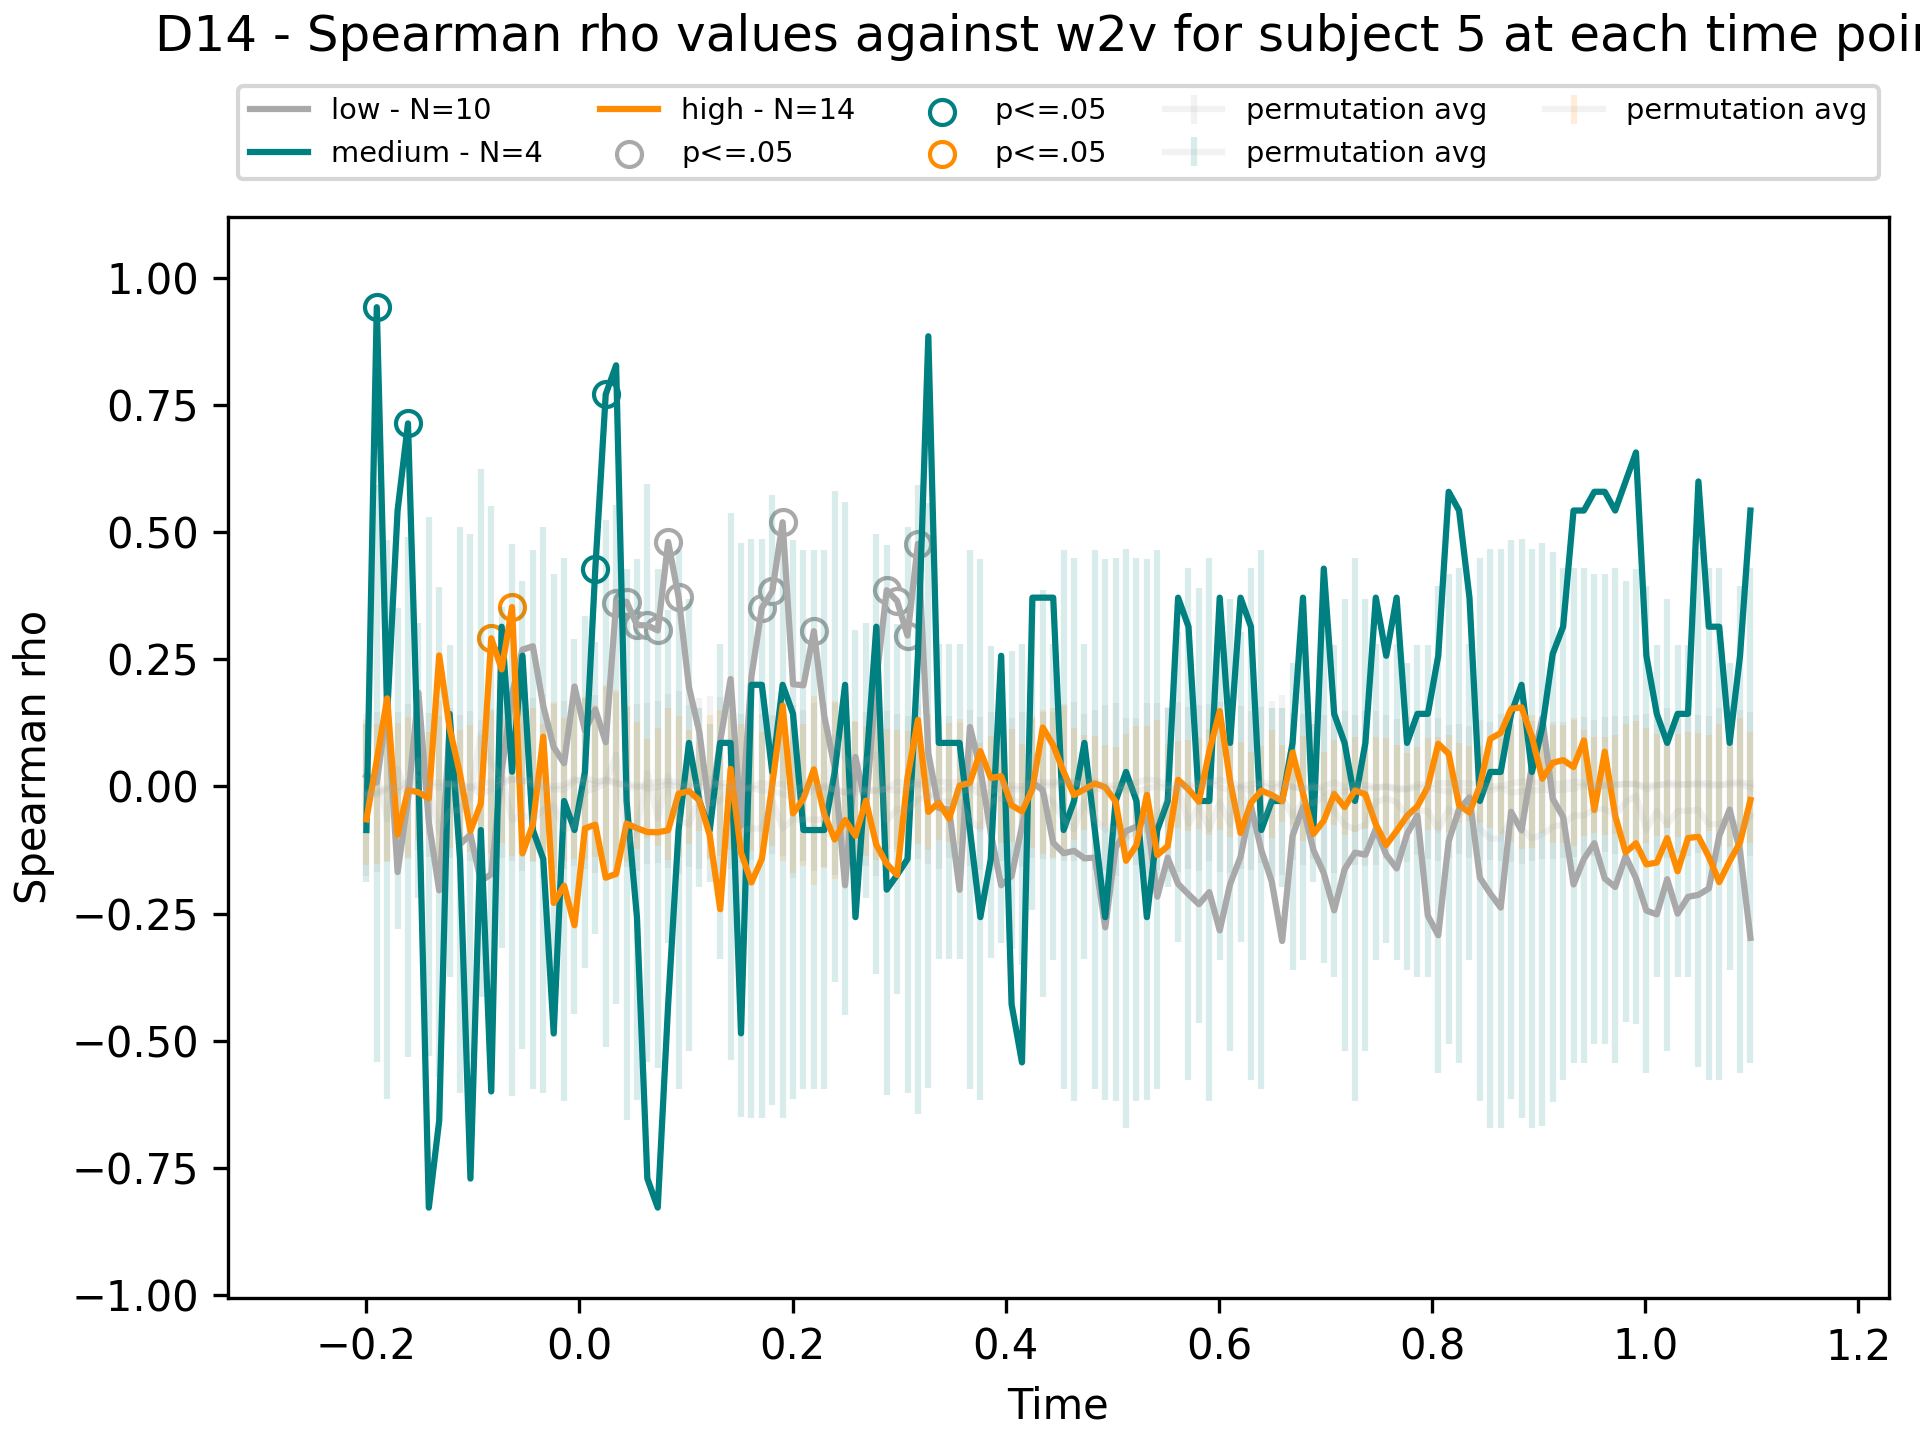 D14 - Spearman rho values against w2v for subject 5 at each time
low - N=10
medium - N=4
high - N=14
p<=.05
p<=.05
p<=.05
permutation avg
permutation avg
permutation avg
1.00
0.75
0.50
0.25
0.00
−0.25
−0.50
−0.75
−1.00
Spearman rho
−0.2
0.0
0.2
0.4
0.6
0.8
1.0
1.2
Time